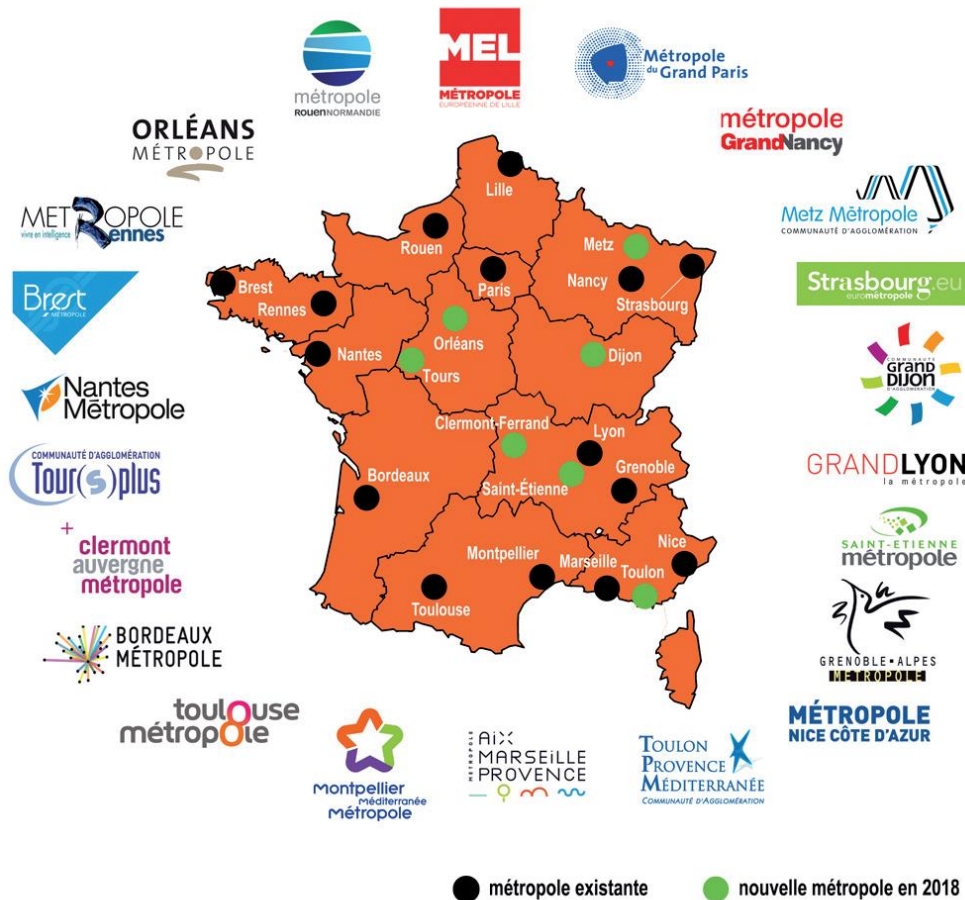 métropole
ROUENNORMANDIE
MEL
MÉTROPOLE
EUROPÉENNE DE LILLE
Métropole
du Grand Paris
métropole
GrandNancy
ORLÉANS
MÉTROPOLE
METROPOLE
vivre en intelligence
Rennes
Metz Métropole
COMMUNAUTÉ D'AGGLOMÉRATION
Brest
MÉTROPOLE
Strasbourg.eu
eurométropole
Nantes
Métropole
COMMUNAUTÉ
GRAND
DIJON
D'AGGLOMÉRATION
COMMUNAUTÉ D'AGGLOMÉRATION
Tour(s)plus
GRANDLYON
la métropole
+
clermont
auvergne
métropole
SAINT-ETIENNE
métropole
BORDEAUX
MÉTROPOLE
GRENOBLE-ALPES
METROPOLE
toulouse
métropole
Montpellier
Méditerranée
Métropole
MÉTROPOLE
AIX
MARSEILLE
PROVENCE
TOULON
PROVENCE
MÉDITERRANÉE
COMMUNAUTÉ D'AGGLOMÉRATION
MÉTROPOLE
NICE CÔTE D'AZUR
Lille
Rouen
Metz
Paris
Nancy
Strasbourg
Brest
Rennes
Orléans
Nantes
Tours
Dijon
Clermont-Ferrand
Lyon
Bordeaux
Saint-Étienne
Grenoble
Montpellier
Marseille
Nice
Toulon
Toulouse
métropole existante
nouvelle métropole en 2018